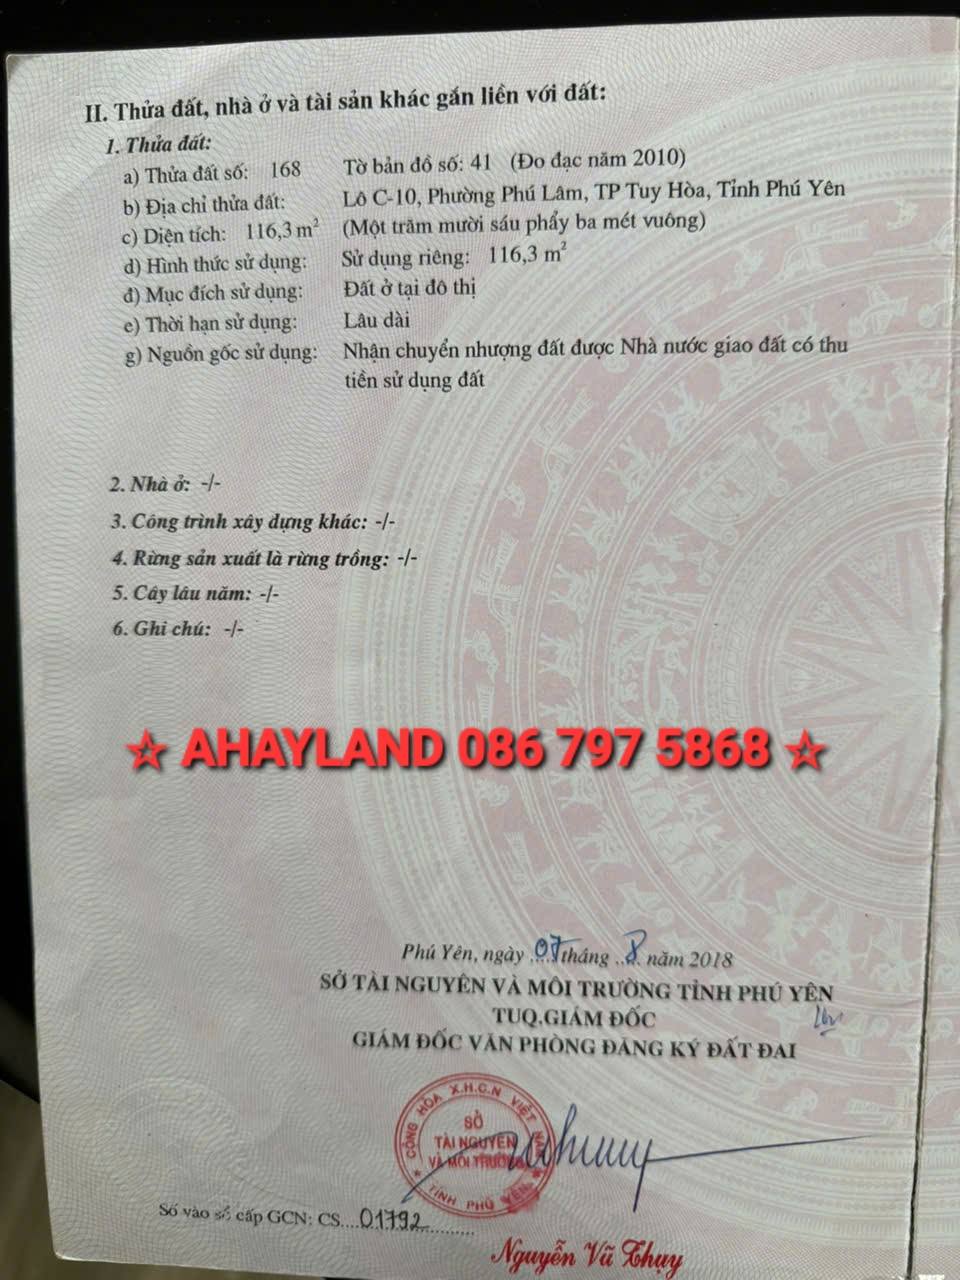 II. Thửa đất, nhà ở và tài sản khác gắn liền với đất:
1. Thửa đất:
a) Thửa đất số: 168 Tờ bản đồ số: 41 (Đo đạc năm 2010)
b) Địa chỉ thửa đất: Lô C-10, Phường Phú Lâm, TP Tuy Hòa, Tỉnh Phú Yên
c) Diện tích: 116,3 m² (Một trăm mười sáu phẩy ba mét vuông)
d) Hình thức sử dụng: Sử dụng riêng: 116,3 m²
đ) Mục đích sử dụng: Đất ở tại đô thị
e) Thời hạn sử dụng: Lâu dài
g) Nguồn gốc sử dụng: Nhận chuyển nhượng đất được Nhà nước giao đất có thu
tiền sử dụng đất
2. Nhà ở: -/-
3. Công trình xây dựng khác: -/-
4. Rừng sản xuất là rừng trồng: -/-
5. Cây lâu năm: -/-
6. Ghi chú: -/-
☆ AHAYLAND 086 797 5868 ☆
Phú Yên, ngày 07 tháng 8 năm 2018
SỞ TÀI NGUYÊN VÀ MÔI TRƯỜNG TỈNH PHÚ YÊN
TUQ.GIÁM ĐỐC
GIÁM ĐỐC VĂN PHÒNG ĐĂNG KÝ ĐẤT ĐAI
CỘNG HÒA X.H.C.N VIỆT NAM
SỞ
TÀI NGUYÊN
VÀ MÔI TRƯỜNG
TỈNH PHÚ YÊN
Số vào sổ cấp GCN: CS....01792
Nguyễn Vũ Thụy